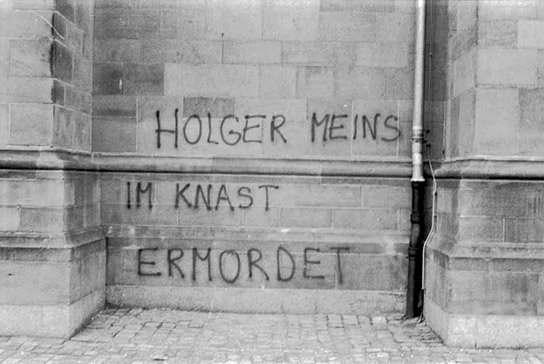 HOLGER MEINS
IM KNAST
ERMORDET